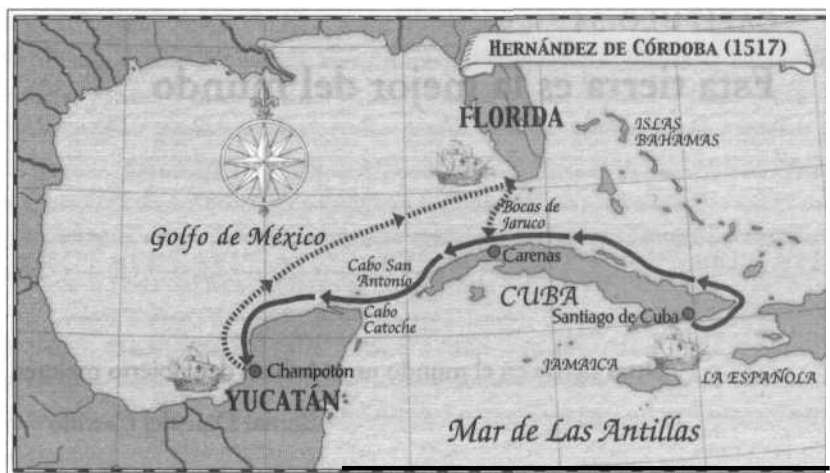 HERNÁNDEZ DE CÓRDOBA (1517)
FLORIDA
ISLAS
BAHAMAS
Bocas de
Jaruco
Golfo de México
Carenas
Cabo San
Antonio
CUBA
Cabo
Catoche
Santiago de Cuba
Champotón
JAMAICA
LA ESPAÑOLA
YUCATÁN
Mar de Las Antillas